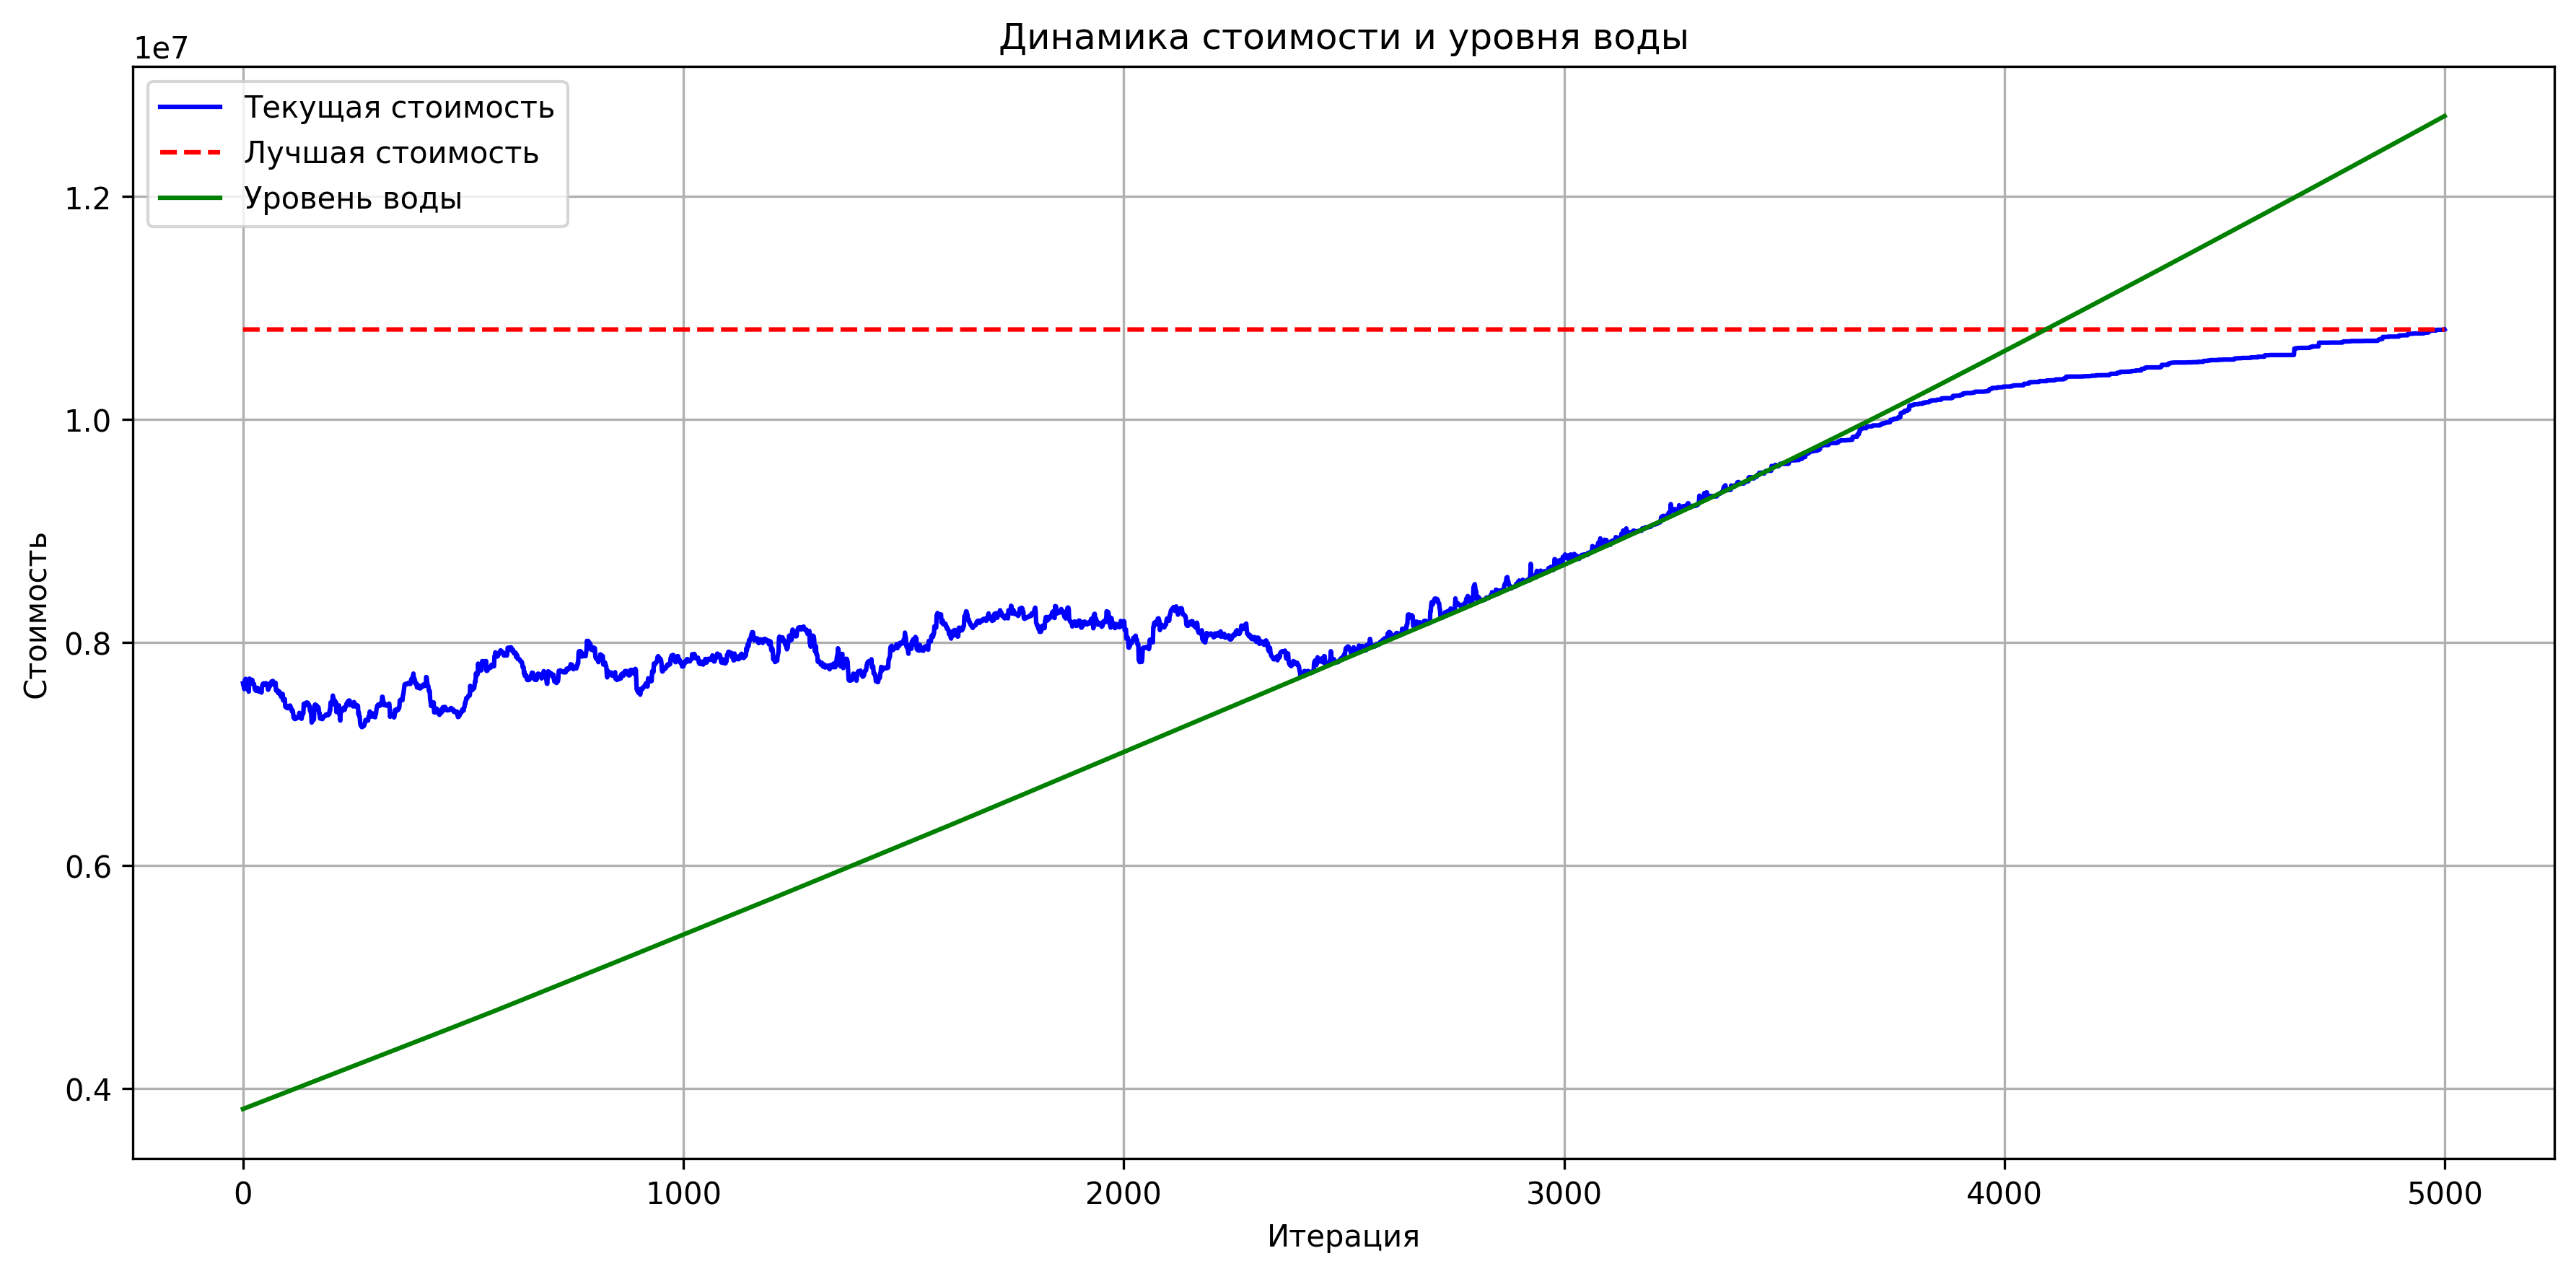 Динамика стоимости и уровня воды
1e7
Текущая стоимость
Лучшая стоимость
Уровень воды
1.2
1.0
0.8
0.6
0.4
Стоимость
0 1000 2000 3000 4000 5000
Итерация